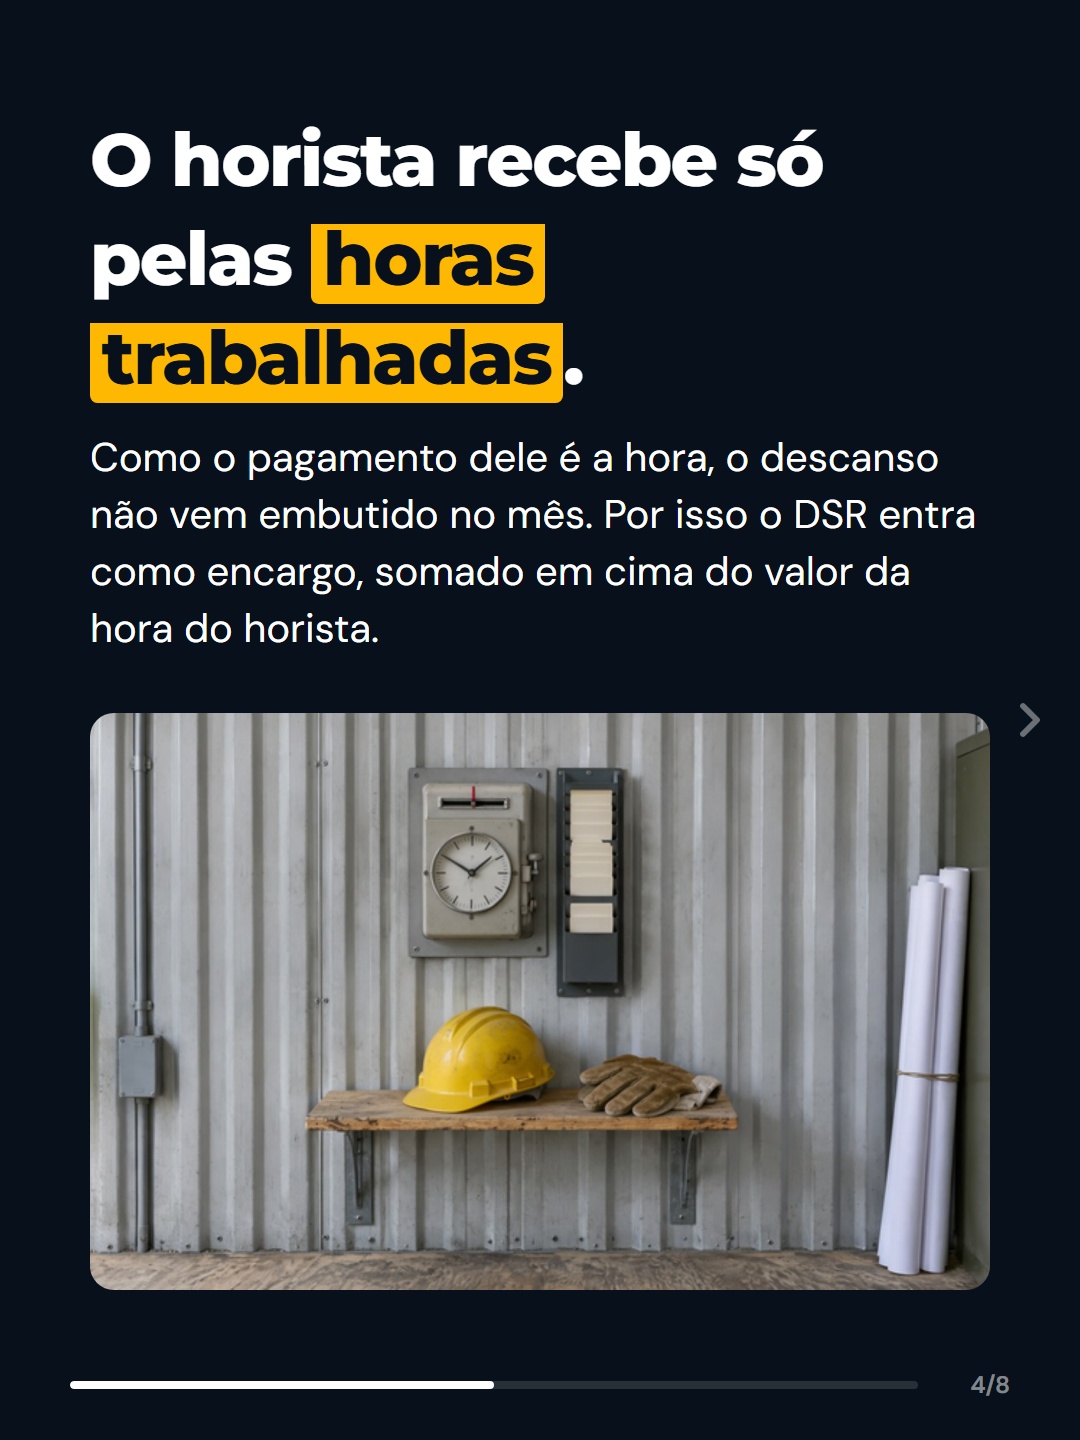 O horista recebe só
pelas horas
trabalhadas.
Como o pagamento dele é a hora, o descanso
não vem embutido no mês. Por isso o DSR entra
como encargo, somado em cima do valor da
hora do horista.
4/8